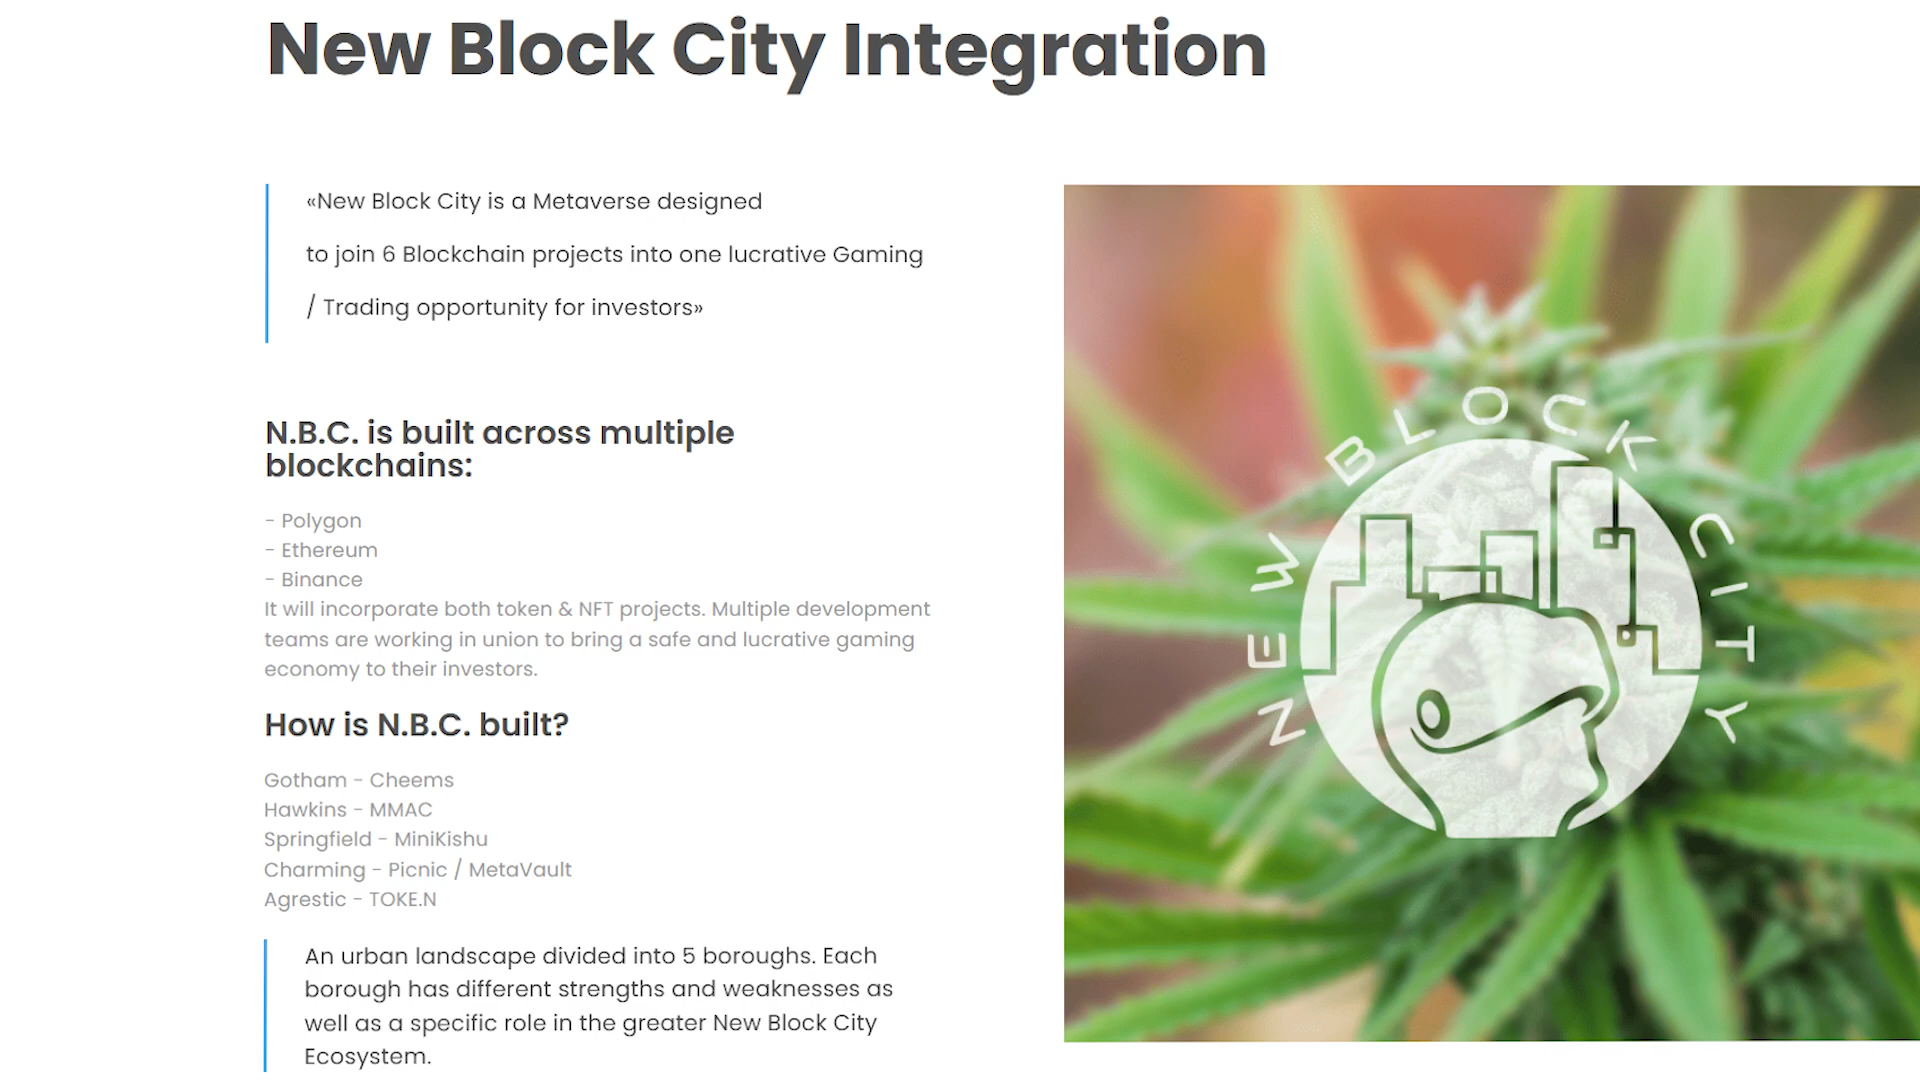 New Block City Integration
«New Block City is a Metaverse designed
to join 6 Blockchain projects into one lucrative Gaming
/ Trading opportunity for investors»
N.B.C. is built across multiple
blockchains:
- Polygon
- Ethereum
- Binance
It will incorporate both token & NFT projects. Multiple development
teams are working in union to bring a safe and lucrative gaming
economy to their investors.
How is N.B.C. built?
Gotham - Cheems
Hawkins - MMAC
Springfield - MiniKishu
Charming - Picnic / MetaVault
Agrestic - TOKE.N
An urban landscape divided into 5 boroughs. Each
borough has different strengths and weaknesses as
well as a specific role in the greater New Block City
Ecosystem.
NEW BLOCK CITY